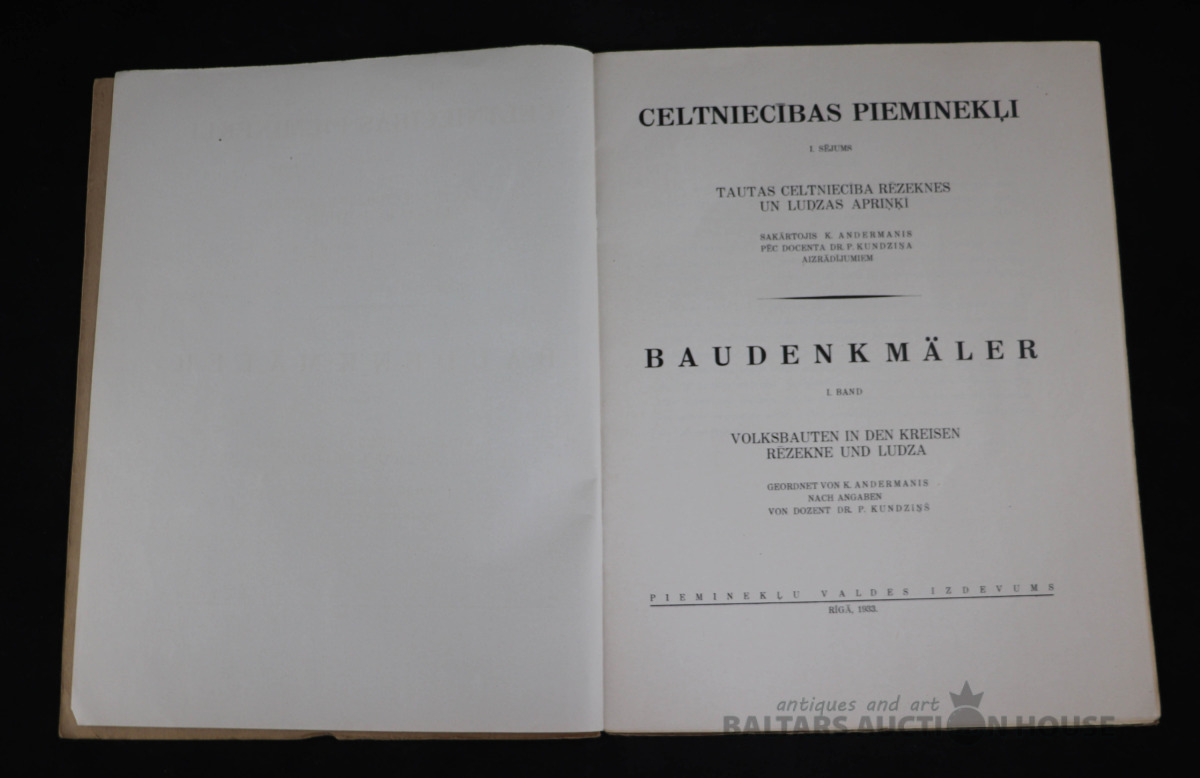 CELTNIECĪBAS PIEMINEKĻI
I. SĒJUMS
TAUTAS CELTNIECĪBA RĒZEKNES
UN LUDZAS APRIŅĶI
SAKĀRTOJIS K. ANDERMANIS
PĒC DOCENTA DR. P. KUNDZIŅA
AIZRĀDĪJUMIEM
BAUDENKMÄLER
I. BAND
VOLKSBAUTEN IN DEN KREISEN
RĒZEKNE UND LUDZA
GEORDNET VON K. ANDERMANIS
NACH ANGABEN
VON DOZENT DR. P. KUNDZIŅŠ
PIEMINEKĻU VALDES IZDEVUMS
RĪGĀ, 1933.
antiques and art
BALTARS AUCTION HOUSE